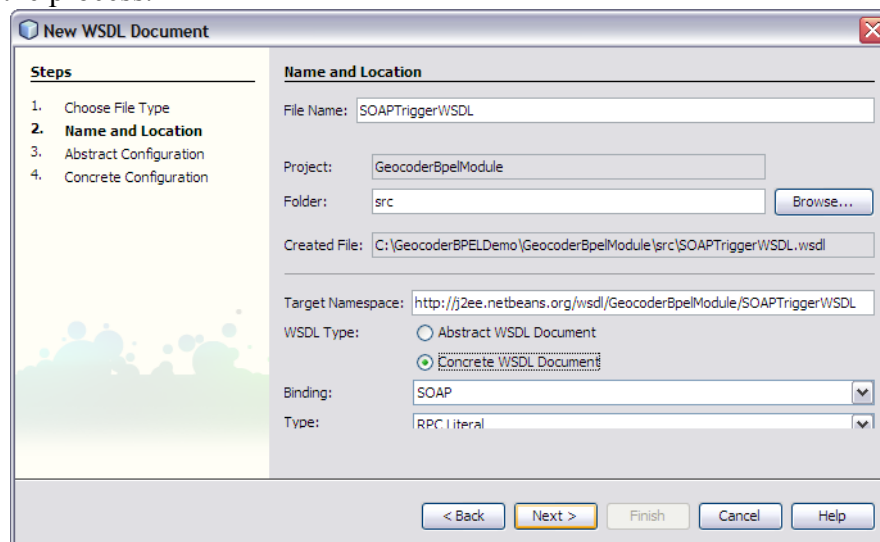 New WSDL Document
Steps
1. Choose File Type
2. Name and Location
3. Abstract Configuration
4. Concrete Configuration
Name and Location
File Name: SOAPTriggerWSDL
Project: GeocoderBpelModule
Folder: src Browse...
Created File: C:\GeocoderBPELDemo\GeocoderBpelModule\src\SOAPTriggerWSDL.wsdl
Target Namespace: http://j2ee.netbeans.org/wsdl/GeocoderBpelModule/SOAPTriggerWSDL
WSDL Type: Abstract WSDL Document
Concrete WSDL Document
Binding: SOAP
Type: RPC Literal
< Back Next > Finish Cancel Help